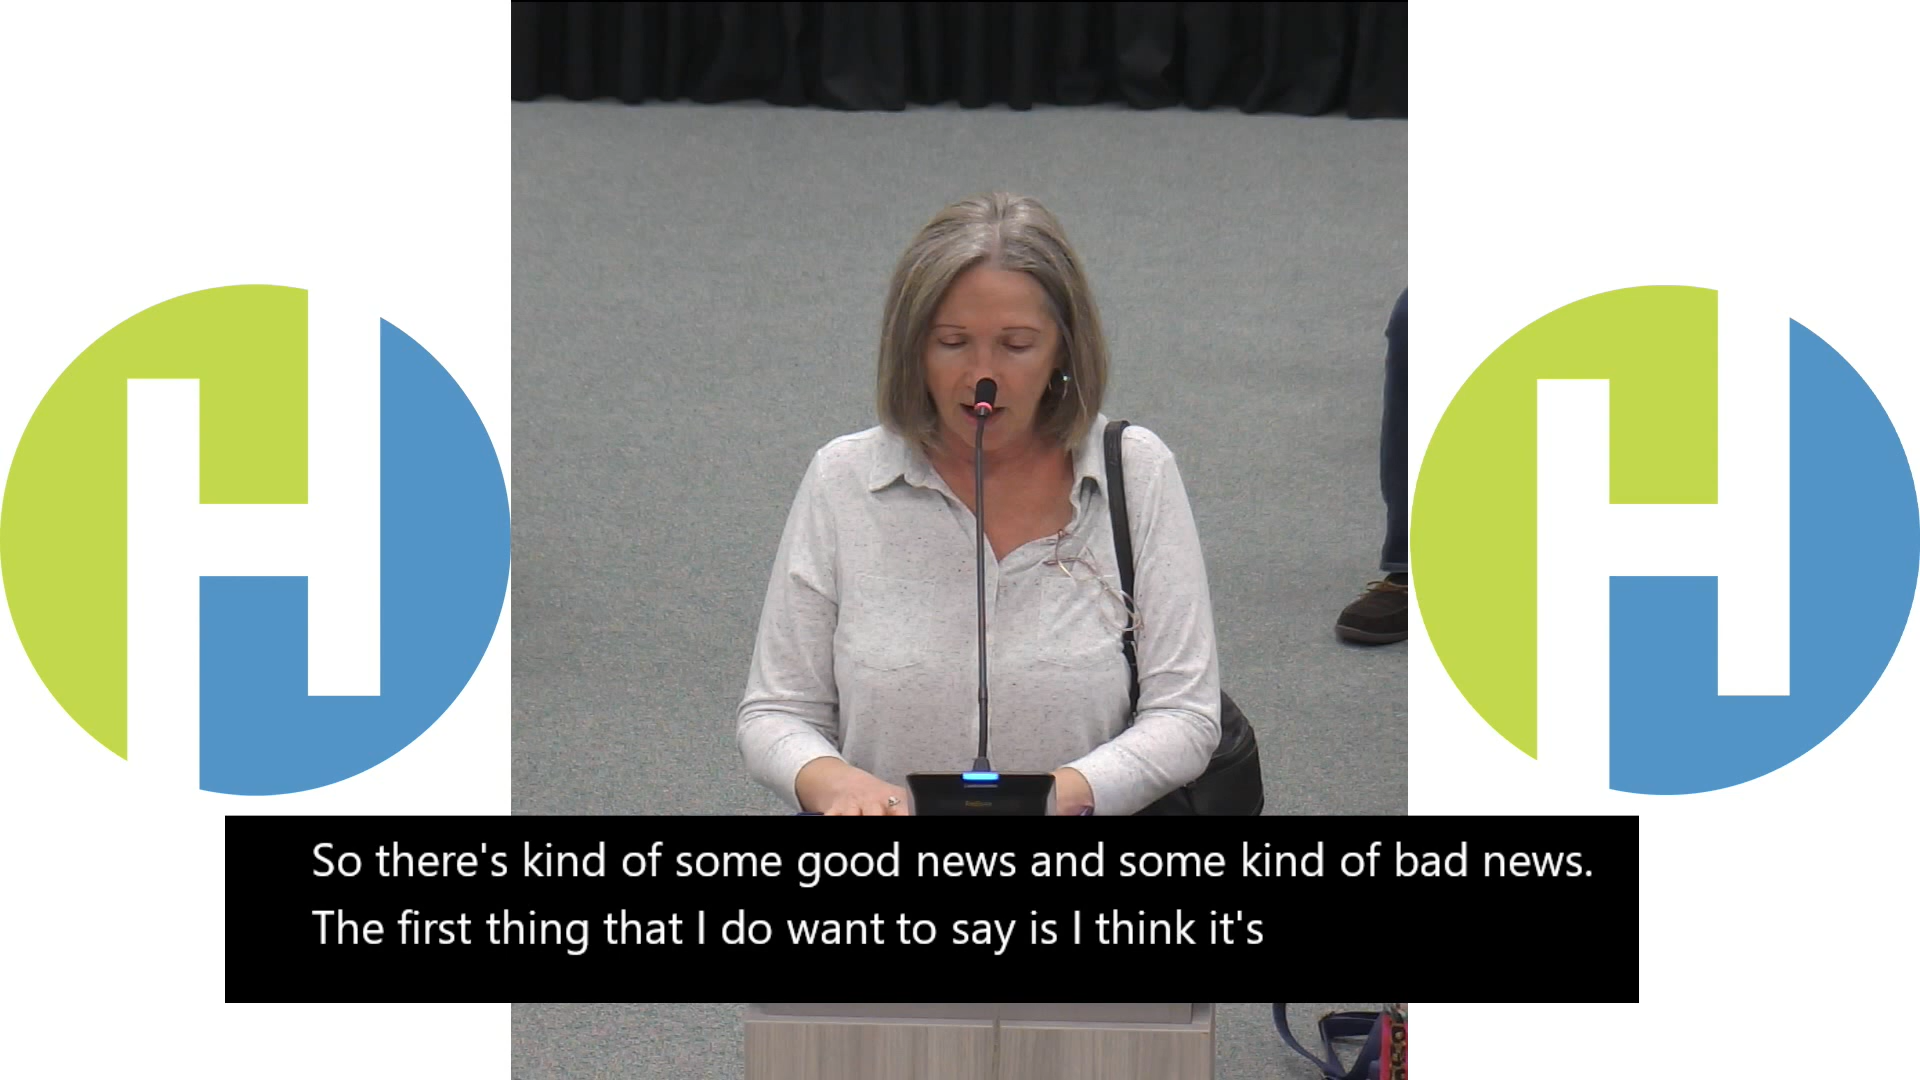 So there's kind of some good news and some kind of bad news.
The first thing that I do want to say is I think it's